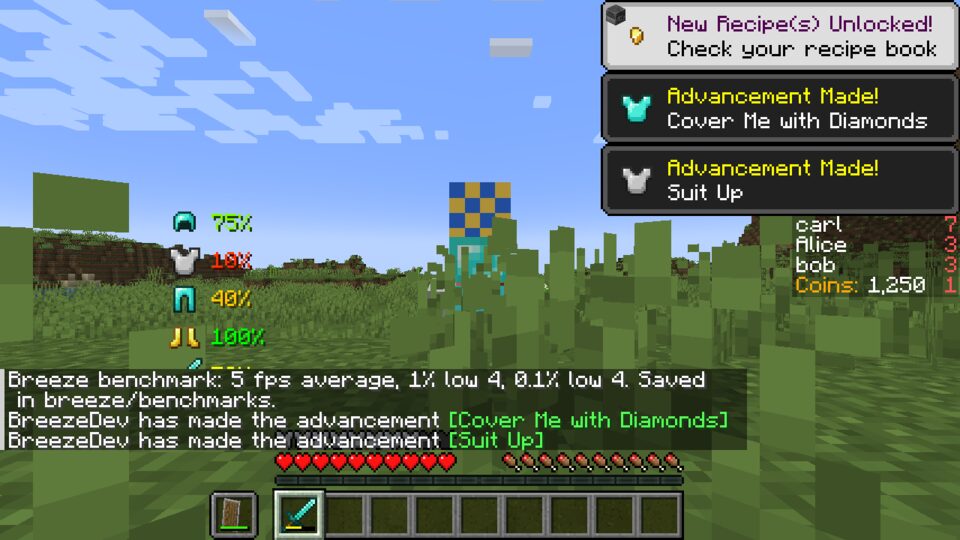 New Recipe(s) Unlocked!
Check your recipe book
Advancement Made!
Cover Me with Diamonds
Advancement Made!
Suit Up
carl 7
Alice 3
bob 3
Coins: 1,250 1
75%
10%
40%
100%
Breeze benchmark: 5 fps average, 1% low 4, 0.1% low 4. Saved
in breeze/benchmarks.
BreezeDev has made the advancement [Cover Me with Diamonds]
BreezeDev has made the advancement [Suit Up]